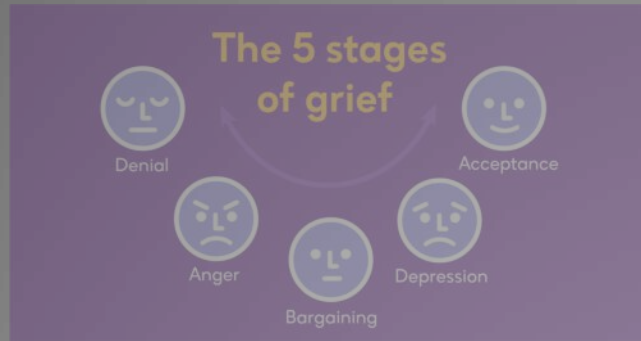 The 5 stages
of grief
Denial
Anger
Bargaining
Depression
Acceptance